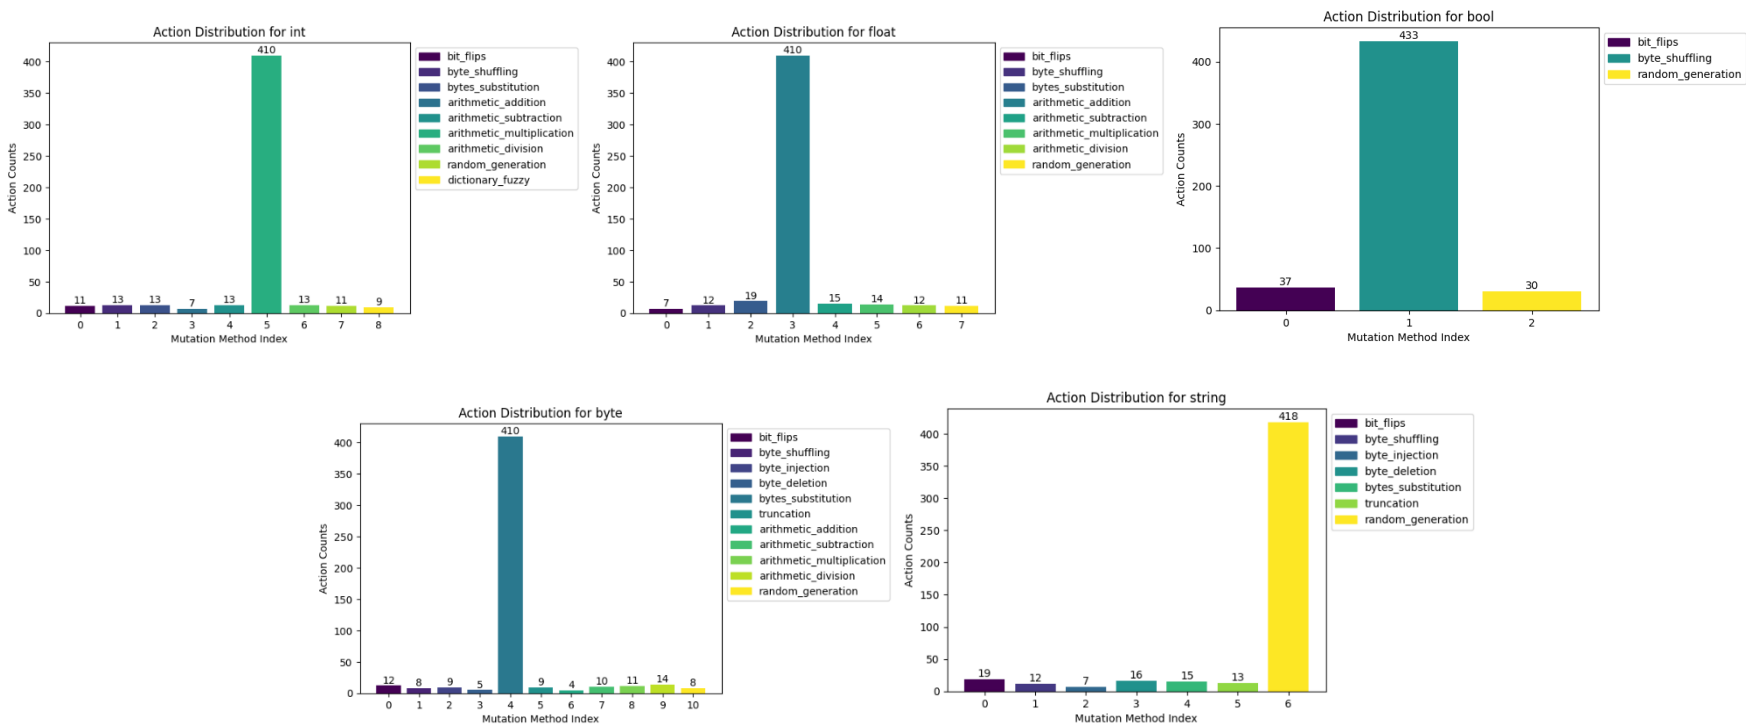 Action Distribution for int
410
400
350
300
250
200
150
100
50
0
Action Counts
11
13
13
7
13
13
11
9
0 1 2 3 4 5 6 7 8
Mutation Method Index
bit_flips
byte_shuffling
bytes_substitution
arithmetic_addition
arithmetic_subtraction
arithmetic_multiplication
arithmetic_division
random_generation
dictionary_fuzzy
Action Distribution for float
410
400
350
300
250
200
150
100
50
0
Action Counts
7
12
19
15
14
12
11
0 1 2 3 4 5 6 7
Mutation Method Index
bit_flips
byte_shuffling
bytes_substitution
arithmetic_addition
arithmetic_subtraction
arithmetic_multiplication
arithmetic_division
random_generation
Action Distribution for bool
433
400
300
200
100
0
Action Counts
37
30
0 1 2
Mutation Method Index
bit_flips
byte_shuffling
random_generation
Action Distribution for byte
410
400
350
300
250
200
150
100
50
0
Action Counts
12
8
9
5
9
4
10
11
14
8
0 1 2 3 4 5 6 7 8 9 10
Mutation Method Index
bit_flips
byte_shuffling
byte_injection
byte_deletion
bytes_substitution
truncation
arithmetic_addition
arithmetic_subtraction
arithmetic_multiplication
arithmetic_division
random_generation
Action Distribution for string
418
400
350
300
250
200
150
100
50
0
Action Counts
19
12
7
16
15
13
0 1 2 3 4 5 6
Mutation Method Index
bit_flips
byte_shuffling
byte_injection
byte_deletion
bytes_substitution
truncation
random_generation